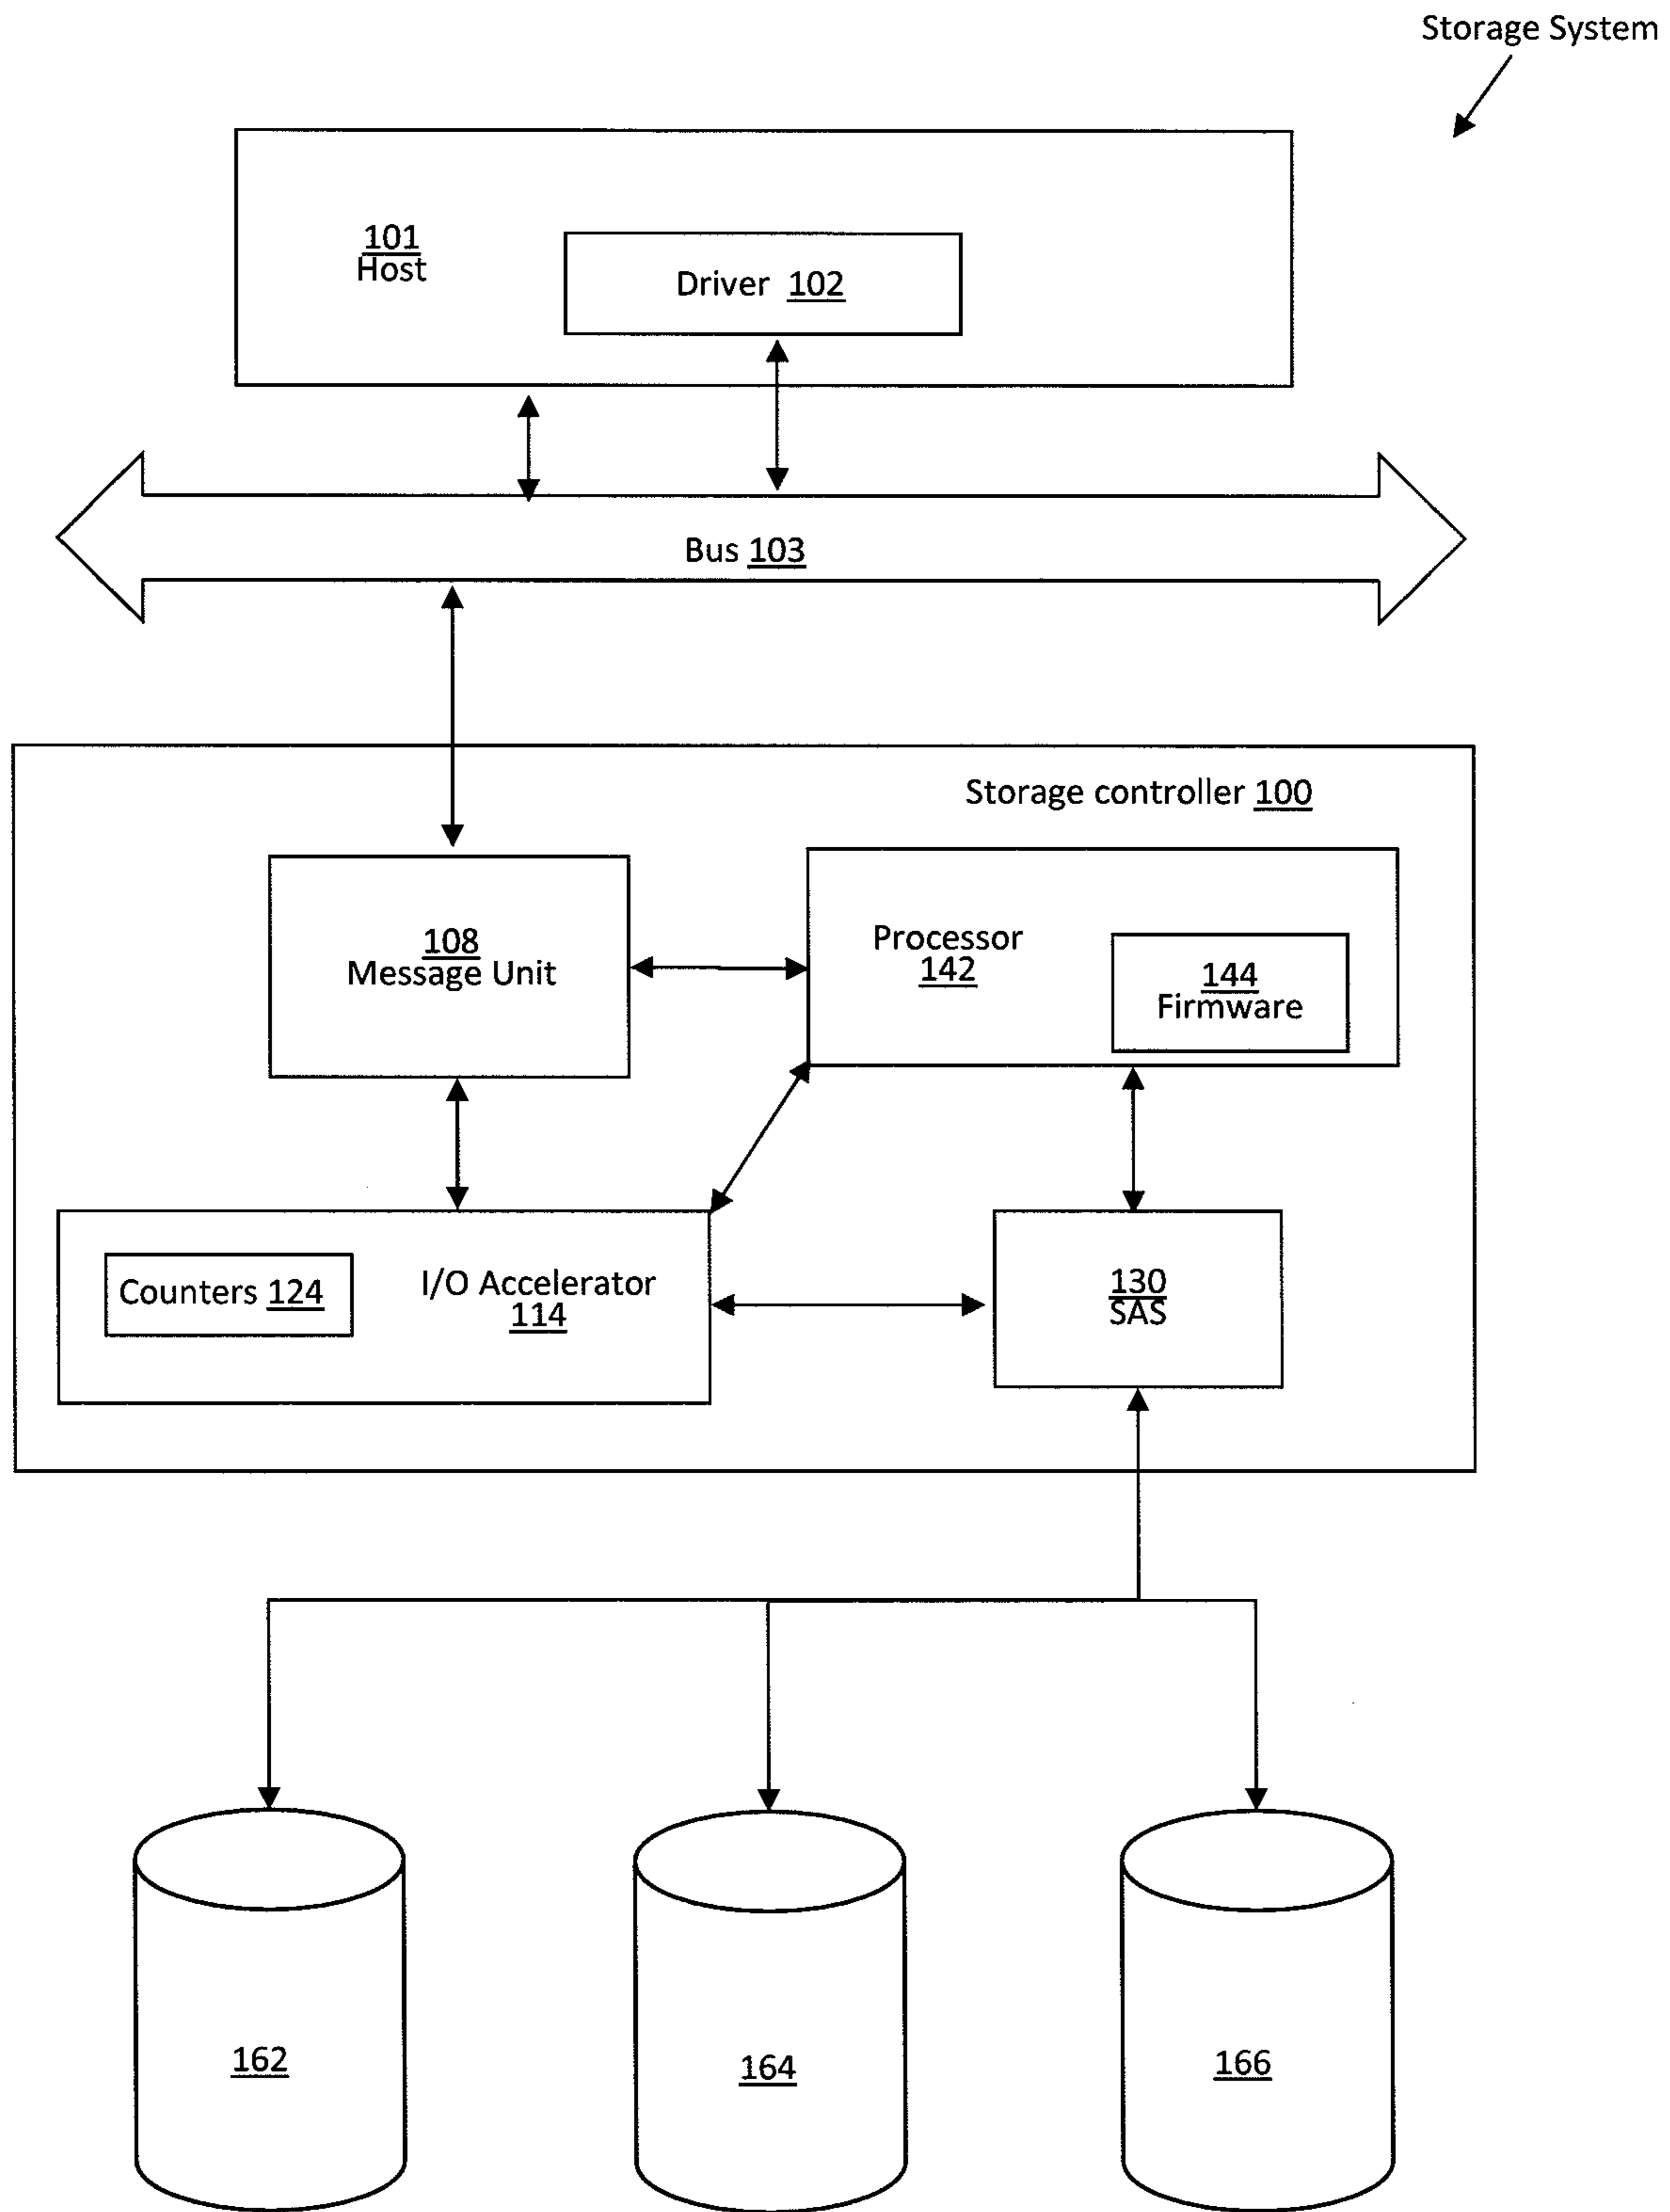 Storage System
101
Host
Driver 102
Bus 103
Storage controller 100
108
Message Unit
Processor
142
144
Firmware
Counters 124
I/O Accelerator
114
130
SAS
162
164
166